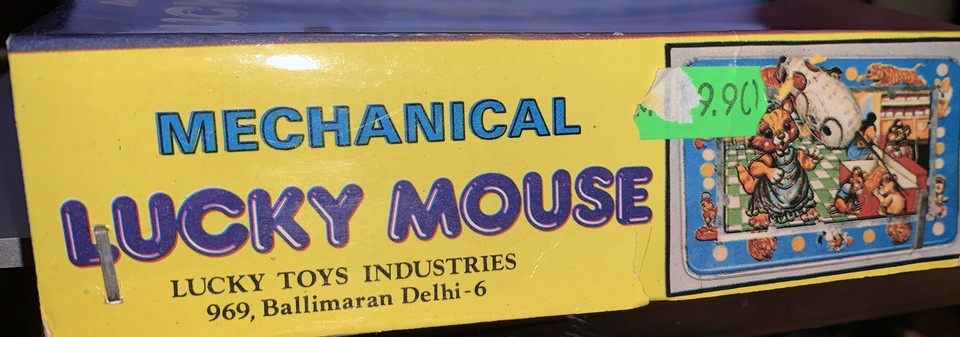 MECHANICAL
LUCKY MOUSE
LUCKY TOYS INDUSTRIES
969, Ballimaran Delhi-6
9.90